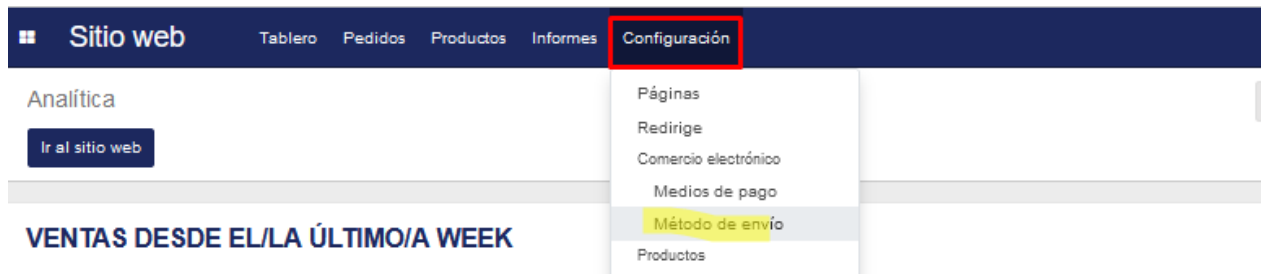 Sitio web Tablero Pedidos Productos Informes Configuración
Analítica
Ir al sitio web
VENTAS DESDE EL/LA ÚLTIMO/A WEEK
Páginas
Redirige
Comercio electrónico
Medios de pago
Método de envío
Productos